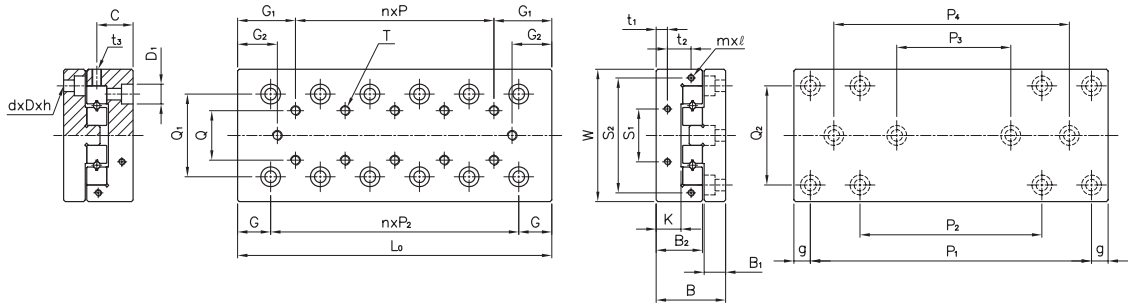 C
t₃
D₁
dxDxh
G₁
nxP
G₁
G₂
G₂
T
Q₁
Q
G
nxP₂
G
L₀
t₁
t₂
mxℓ
W
S₂
S₁
K
B₂
B₁
B
P₄
P₃
Q₂
g
P₂
g
P₁